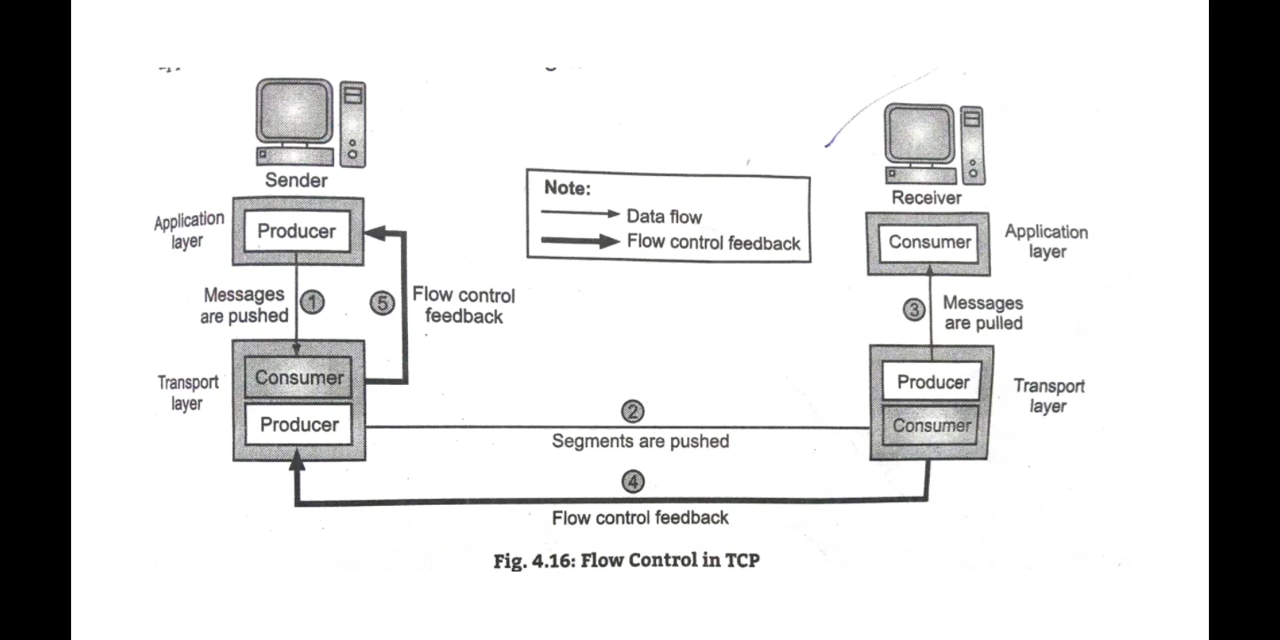 Sender
Receiver
Note:
Data flow
Flow control feedback
Application
layer
Producer
Consumer
Application
layer
Messages
are pushed
1
5
Flow control
feedback
3
Messages
are pulled
Transport
layer
Consumer
Producer
Producer
Consumer
Transport
layer
2
Segments are pushed
4
Flow control feedback
Fig. 4.16: Flow Control in TCP